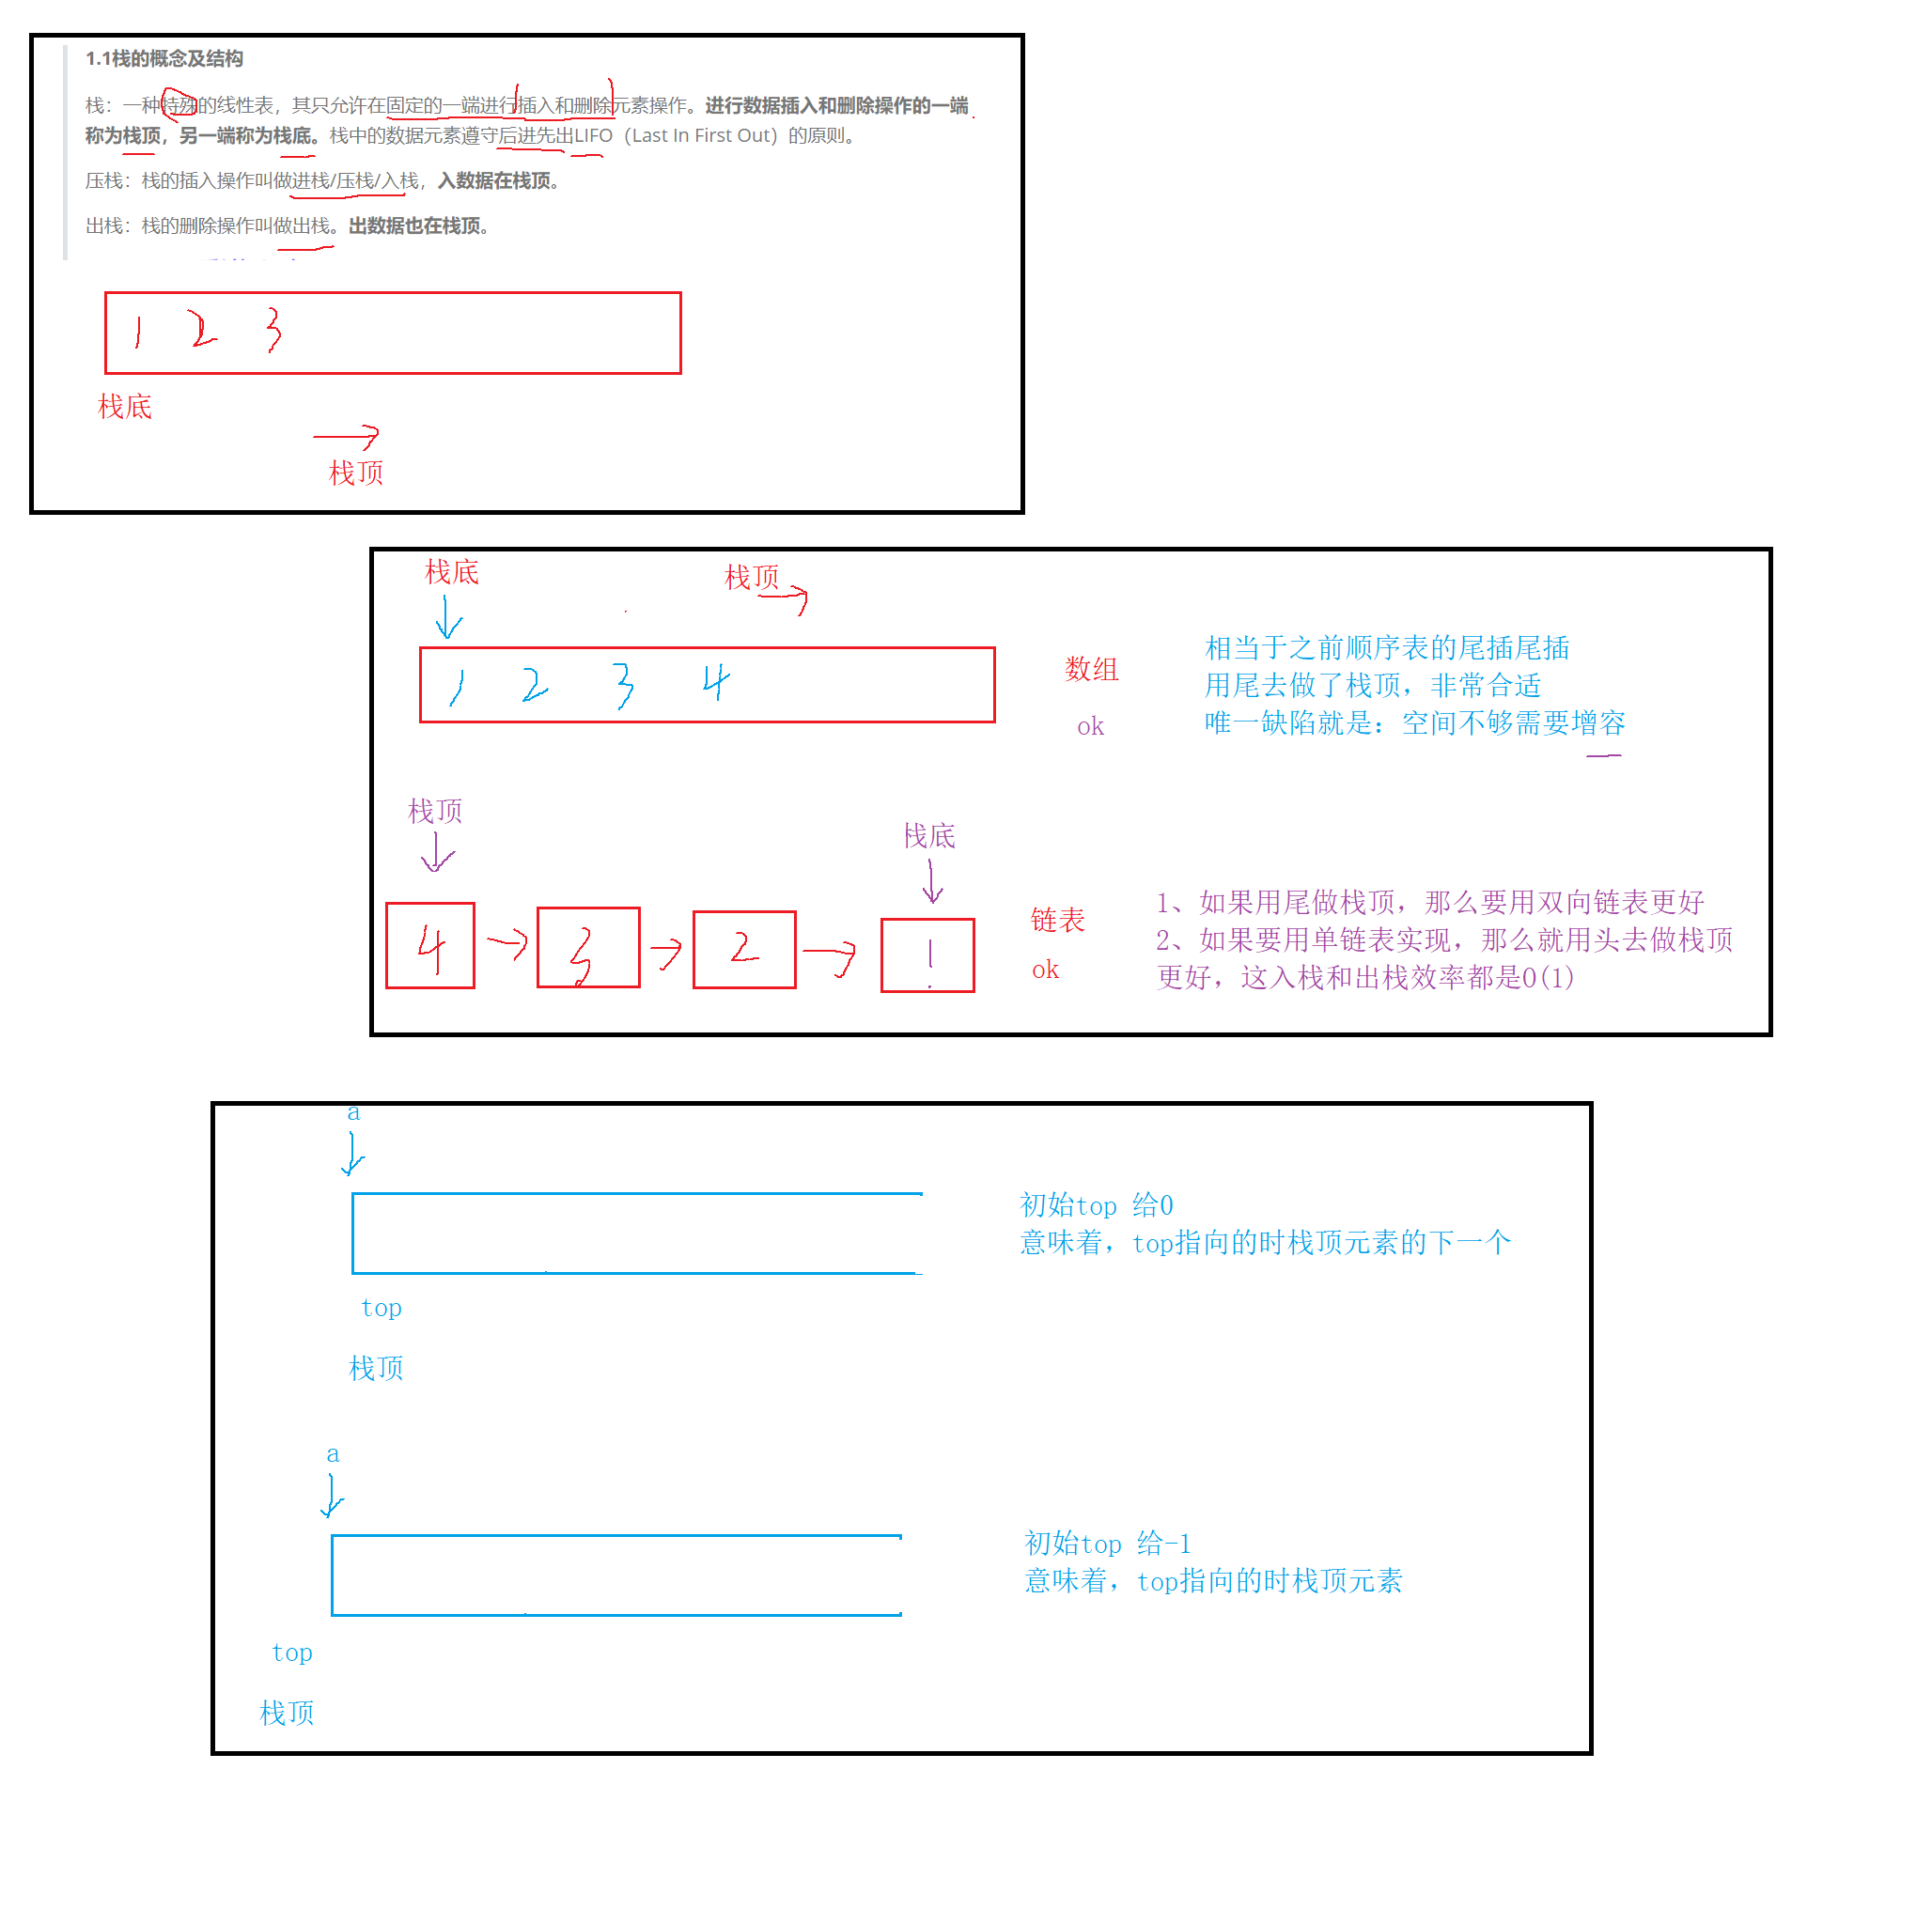 1.1栈的概念及结构
栈：一种特殊的线性表，其只允许在固定的一端进行插入和删除元素操作。进行数据插入和删除操作的一端
称为栈顶，另一端称为栈底。栈中的数据元素遵守后进先出LIFO（Last In First Out）的原则。
压栈：栈的插入操作叫做进栈/压栈/入栈，入数据在栈顶。
出栈：栈的删除操作叫做出栈。出数据也在栈顶。
1 2 3
栈底
栈顶
栈底 栈顶
1 2 3 4
数组
ok
相当于之前顺序表的尾插尾插
用尾去做了栈顶，非常合适
唯一缺陷就是：空间不够需要增容
栈顶
栈底
4 3 2 1
链表
ok
1、如果用尾做栈顶，那么要用双向链表更好
2、如果要用单链表实现，那么就用头去做栈顶
更好，这入栈和出栈效率都是O(1)
a
初始top 给0
意味着，top指向的时栈顶元素的下一个
top
栈顶
a
初始top 给-1
意味着，top指向的时栈顶元素
top
栈顶